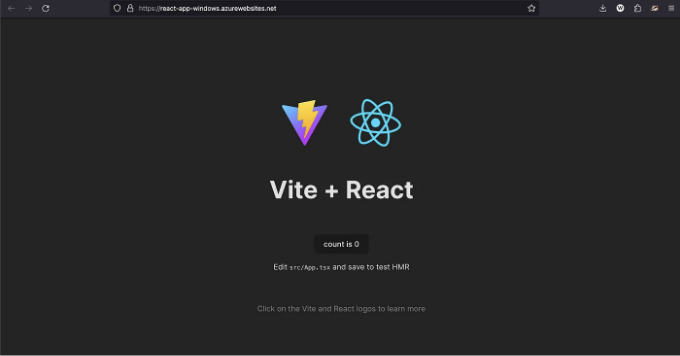 https://react-app-windows.azurewebsites.net
Vite + React
count is 0
Edit src/App.tsx and save to test HMR
Click on the Vite and React logos to learn more